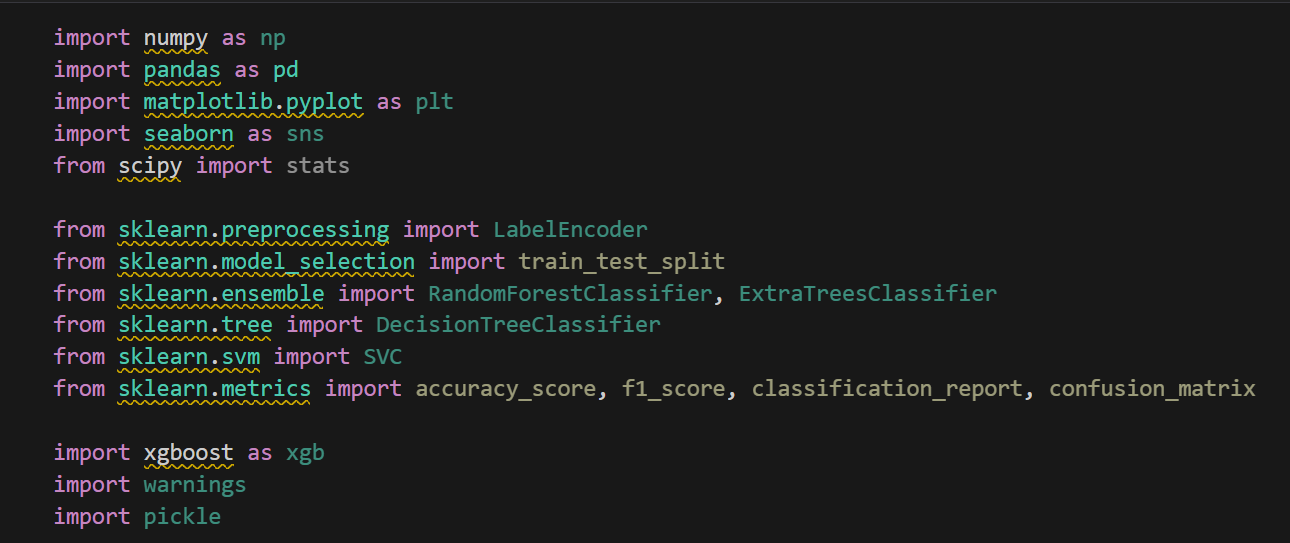 import numpy as np
import pandas as pd
import matplotlib.pyplot as plt
import seaborn as sns
from scipy import stats
from sklearn.preprocessing import LabelEncoder
from sklearn.model_selection import train_test_split
from sklearn.ensemble import RandomForestClassifier, ExtraTreesClassifier
from sklearn.tree import DecisionTreeClassifier
from sklearn.svm import SVC
from sklearn.metrics import accuracy_score, f1_score, classification_report, confusion_matrix
import xgboost as xgb
import warnings
import pickle